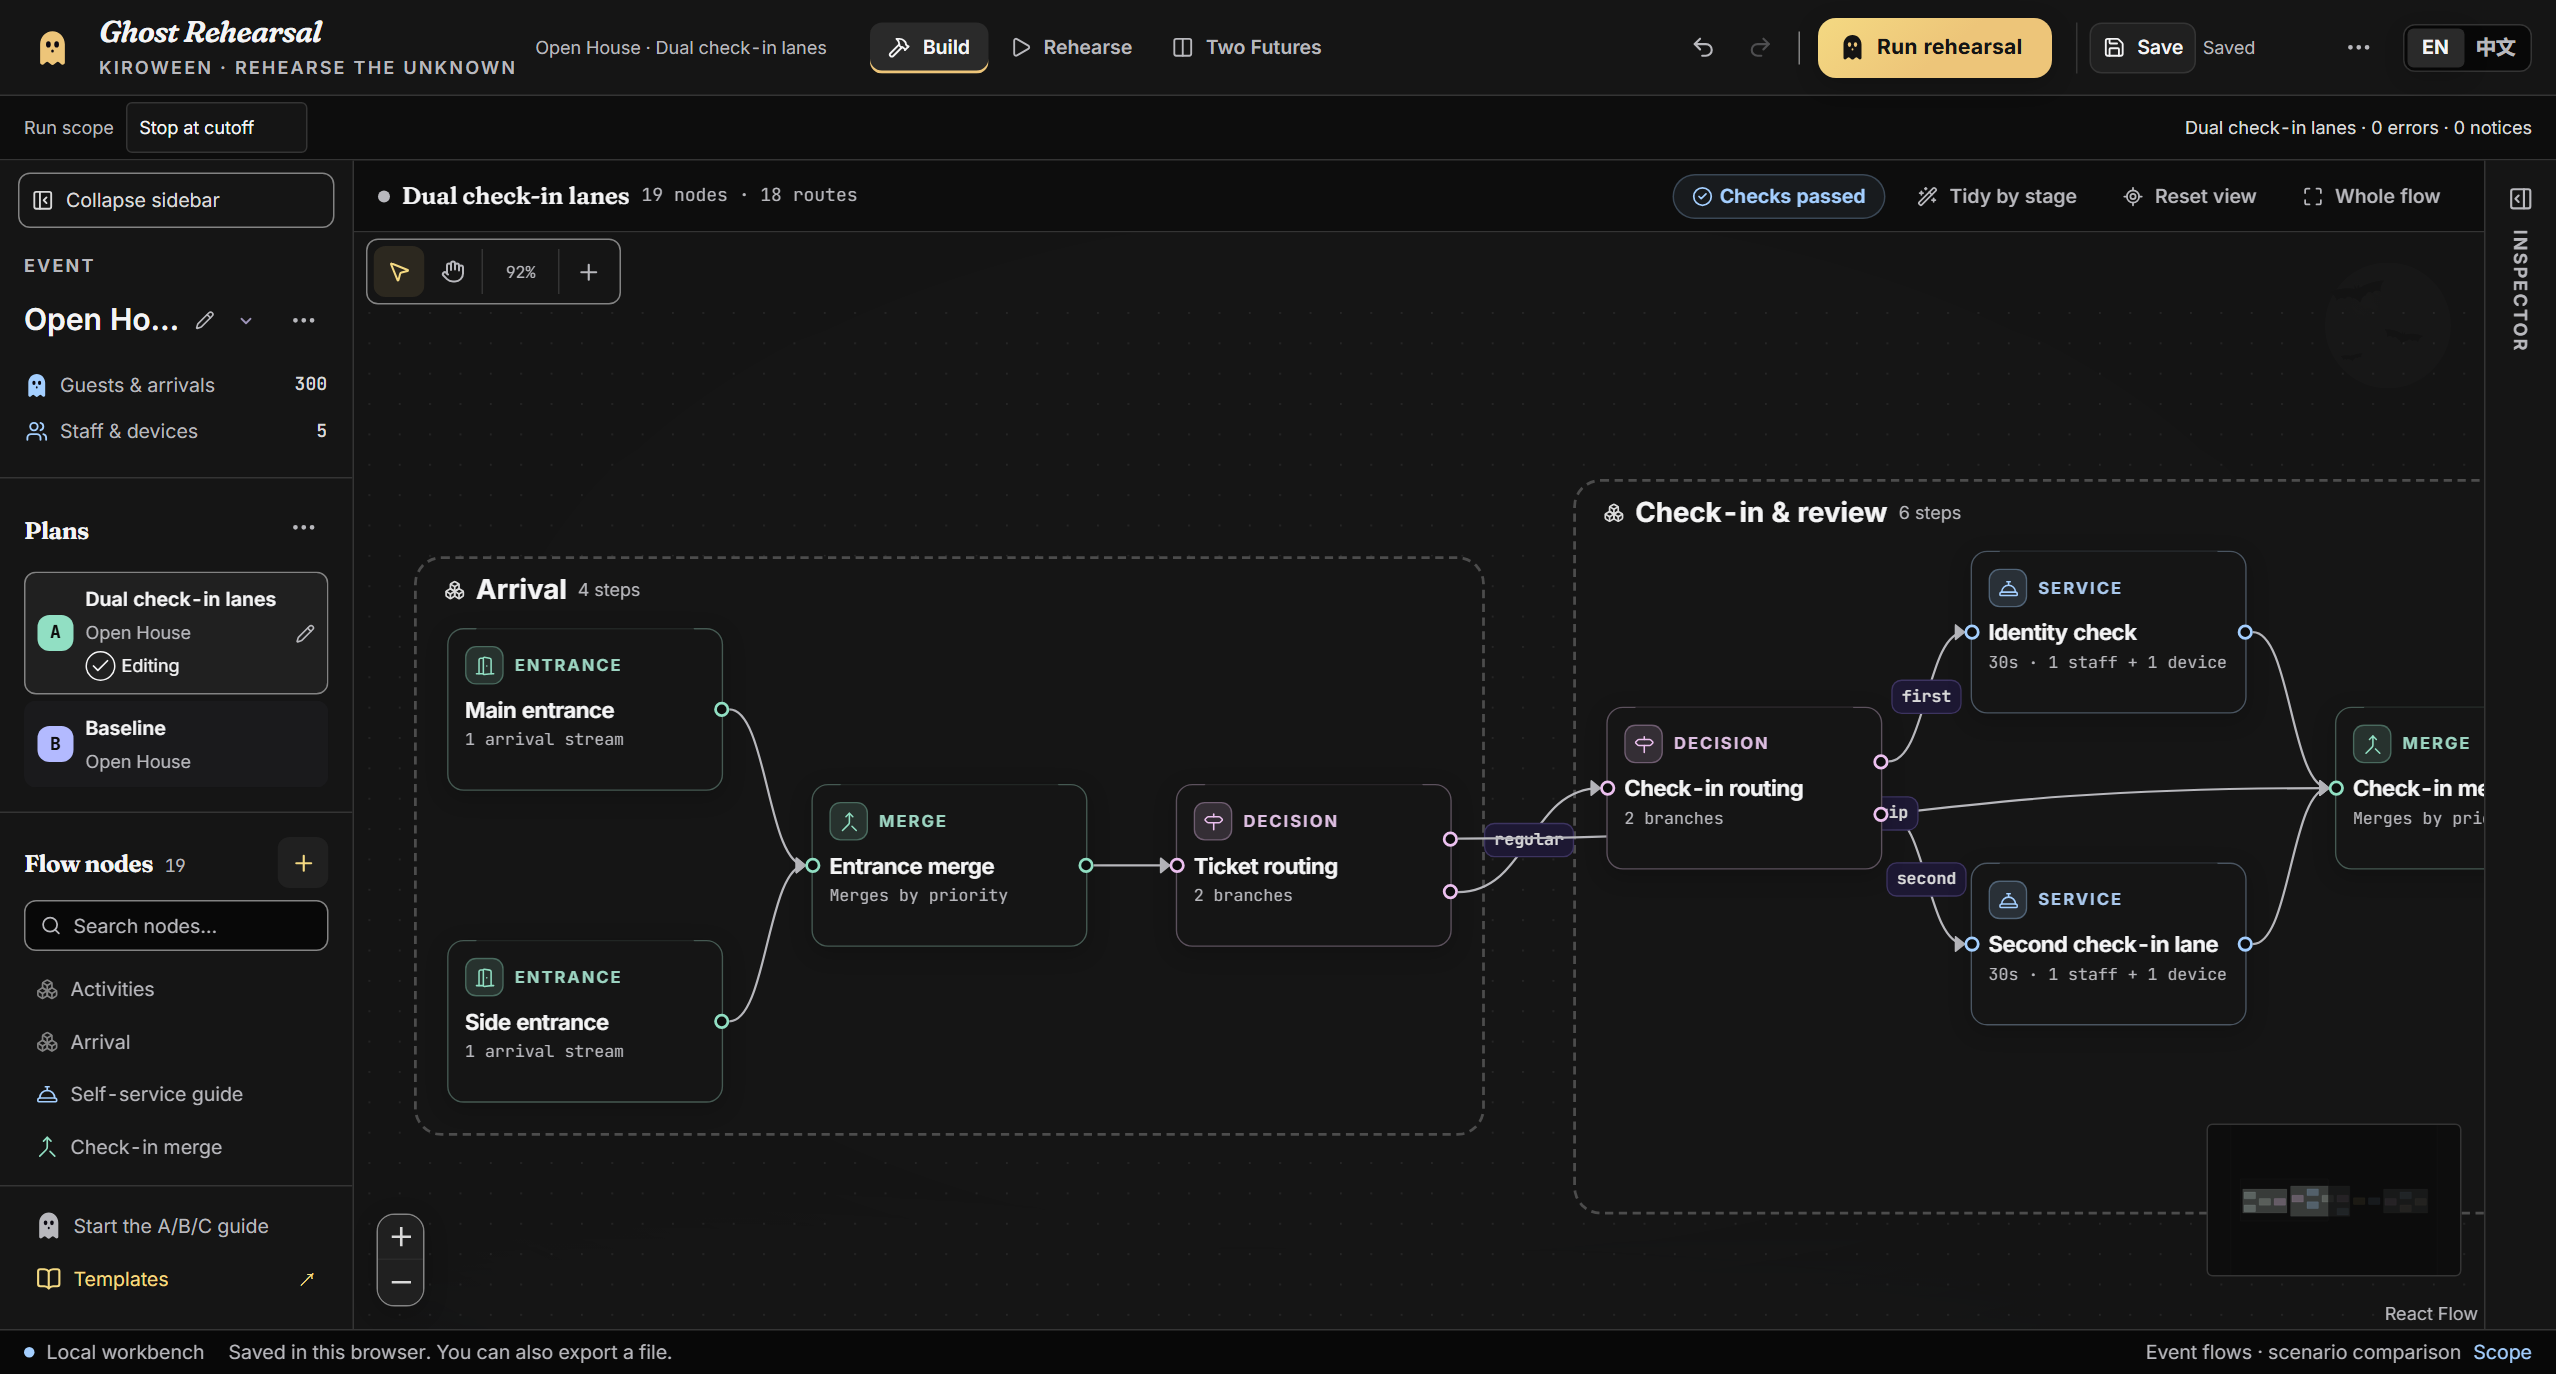 Ghost Rehearsal
KIROWEEN · REHEARSE THE UNKNOWN
Open House · Dual check-in lanes
Build
Rehearse
Two Futures
Run rehearsal
Save
Saved
EN
中文
Run scope
Stop at cutoff
Dual check-in lanes · 0 errors · 0 notices
Collapse sidebar
EVENT
Open Ho...
Guests & arrivals 300
Staff & devices 5
Plans
A
Dual check-in lanes
Open House
Editing
B
Baseline
Open House
Flow nodes 19
Search nodes...
Activities
Arrival
Self-service guide
Check-in merge
Start the A/B/C guide
Templates
Dual check-in lanes 19 nodes · 18 routes
Checks passed
Tidy by stage
Reset view
Whole flow
92%
INSPECTOR
Arrival 4 steps
ENTRANCE
Main entrance
1 arrival stream
ENTRANCE
Side entrance
1 arrival stream
MERGE
Entrance merge
Merges by priority
DECISION
Ticket routing
2 branches
regular
Check-in & review 6 steps
DECISION
Check-in routing
2 branches
first
second
SERVICE
Identity check
30s · 1 staff + 1 device
SERVICE
Second check-in lane
30s · 1 staff + 1 device
MERGE
Check-in me
Merges by pri
React Flow
Local workbench
Saved in this browser. You can also export a file.
Event flows · scenario comparison
Scope